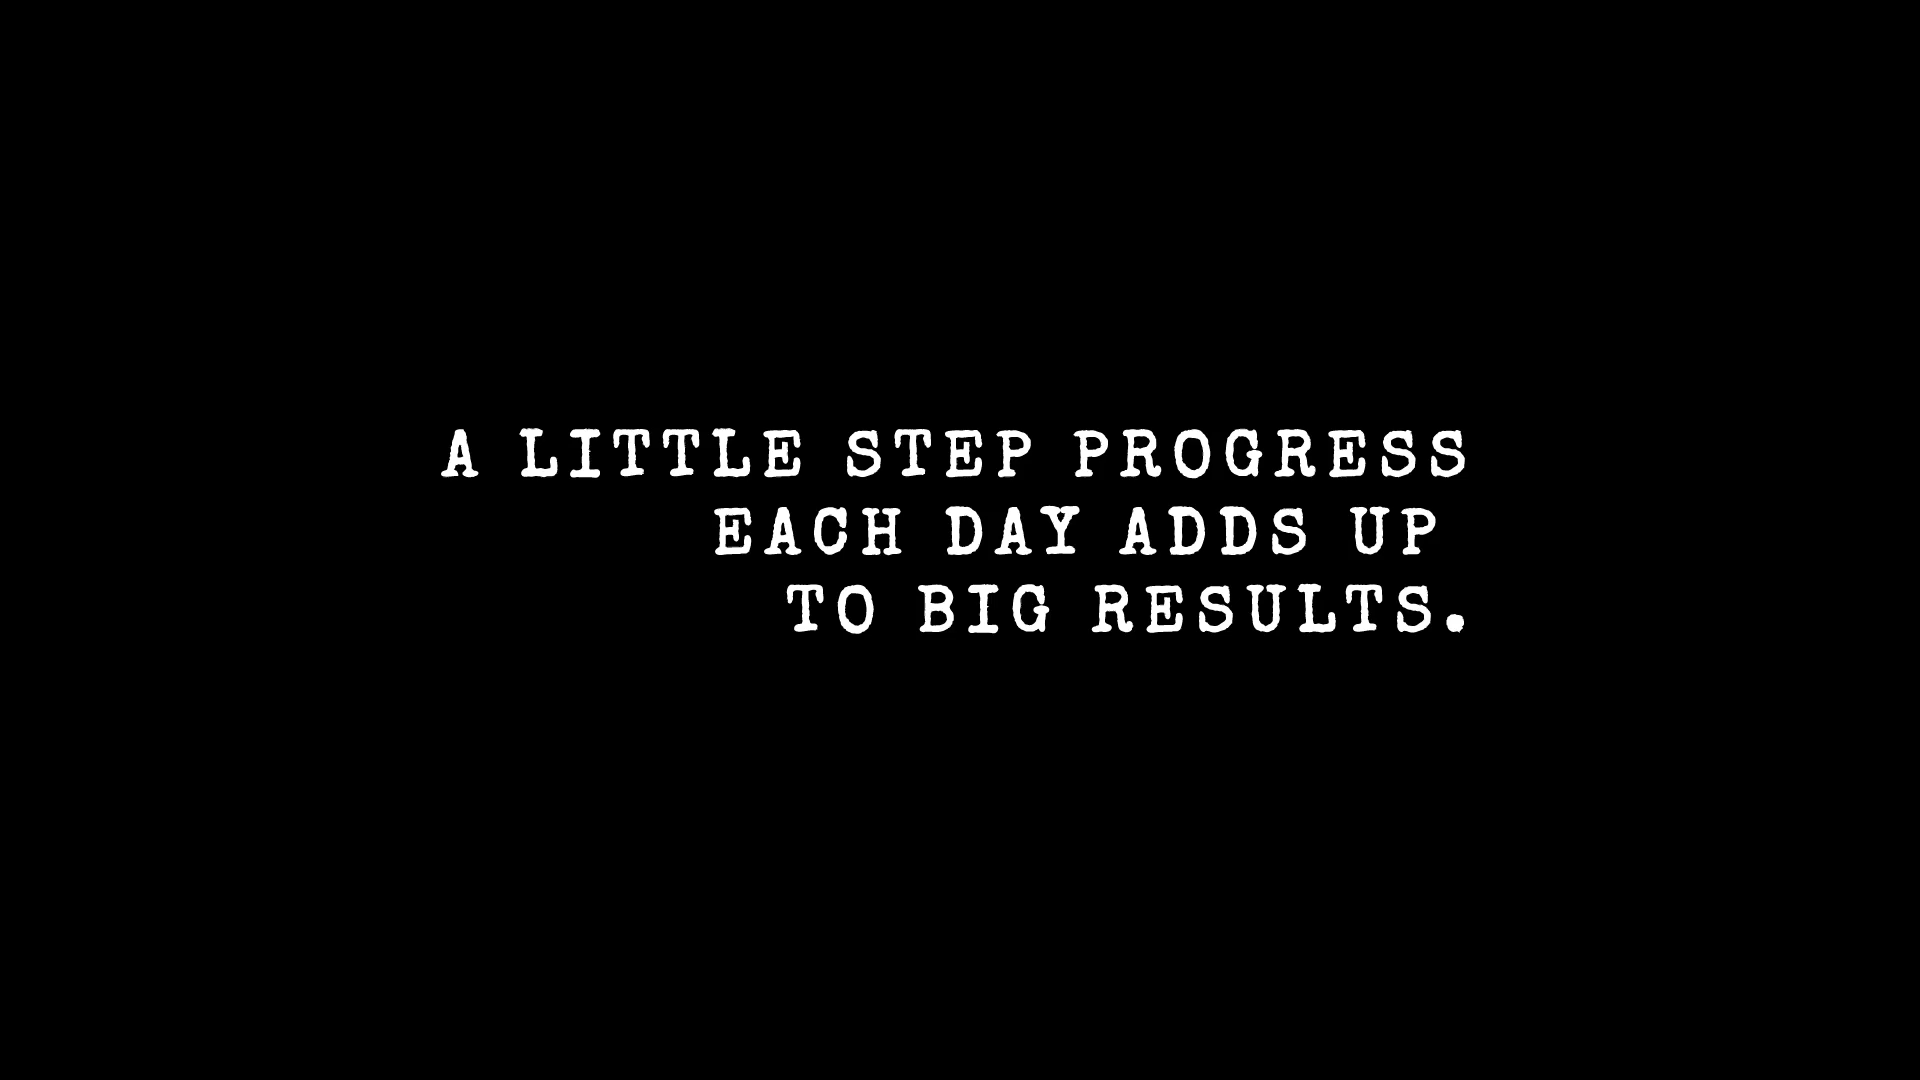 A LITTLE STEP PROGRESS
EACH DAY ADDS UP
TO BIG RESULTS.